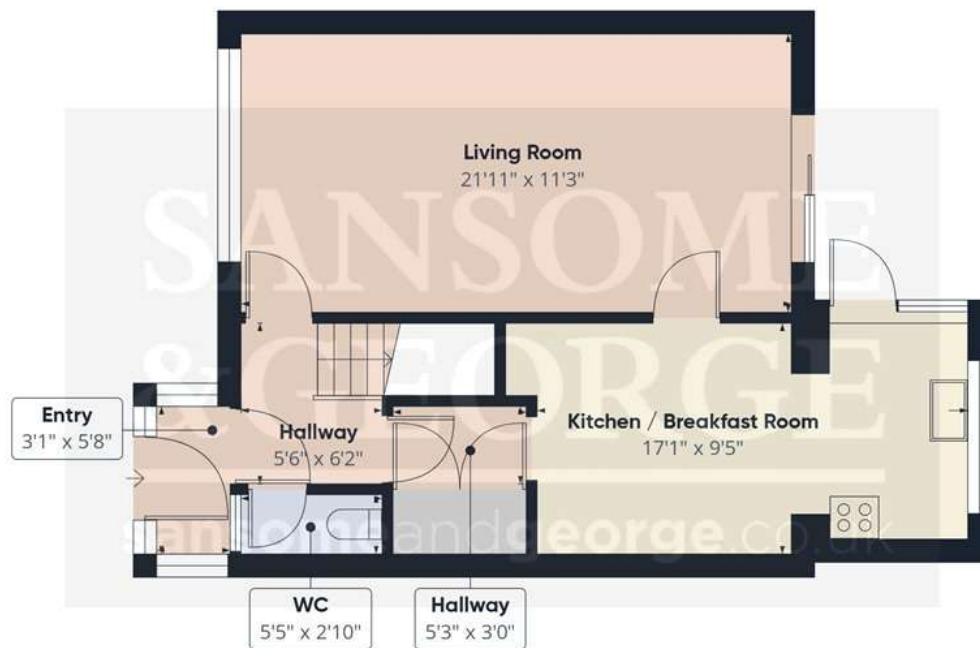 Living Room
21'11" x 11'3"
SANSOME
& GEORGE
Entry
3'1" x 5'8"
Hallway
5'6" x 6'2"
Kitchen / Breakfast Room
17'1" x 9'5"
sansomeandgeorge.co.uk
WC
5'5" x 2'10"
Hallway
5'3" x 3'0"